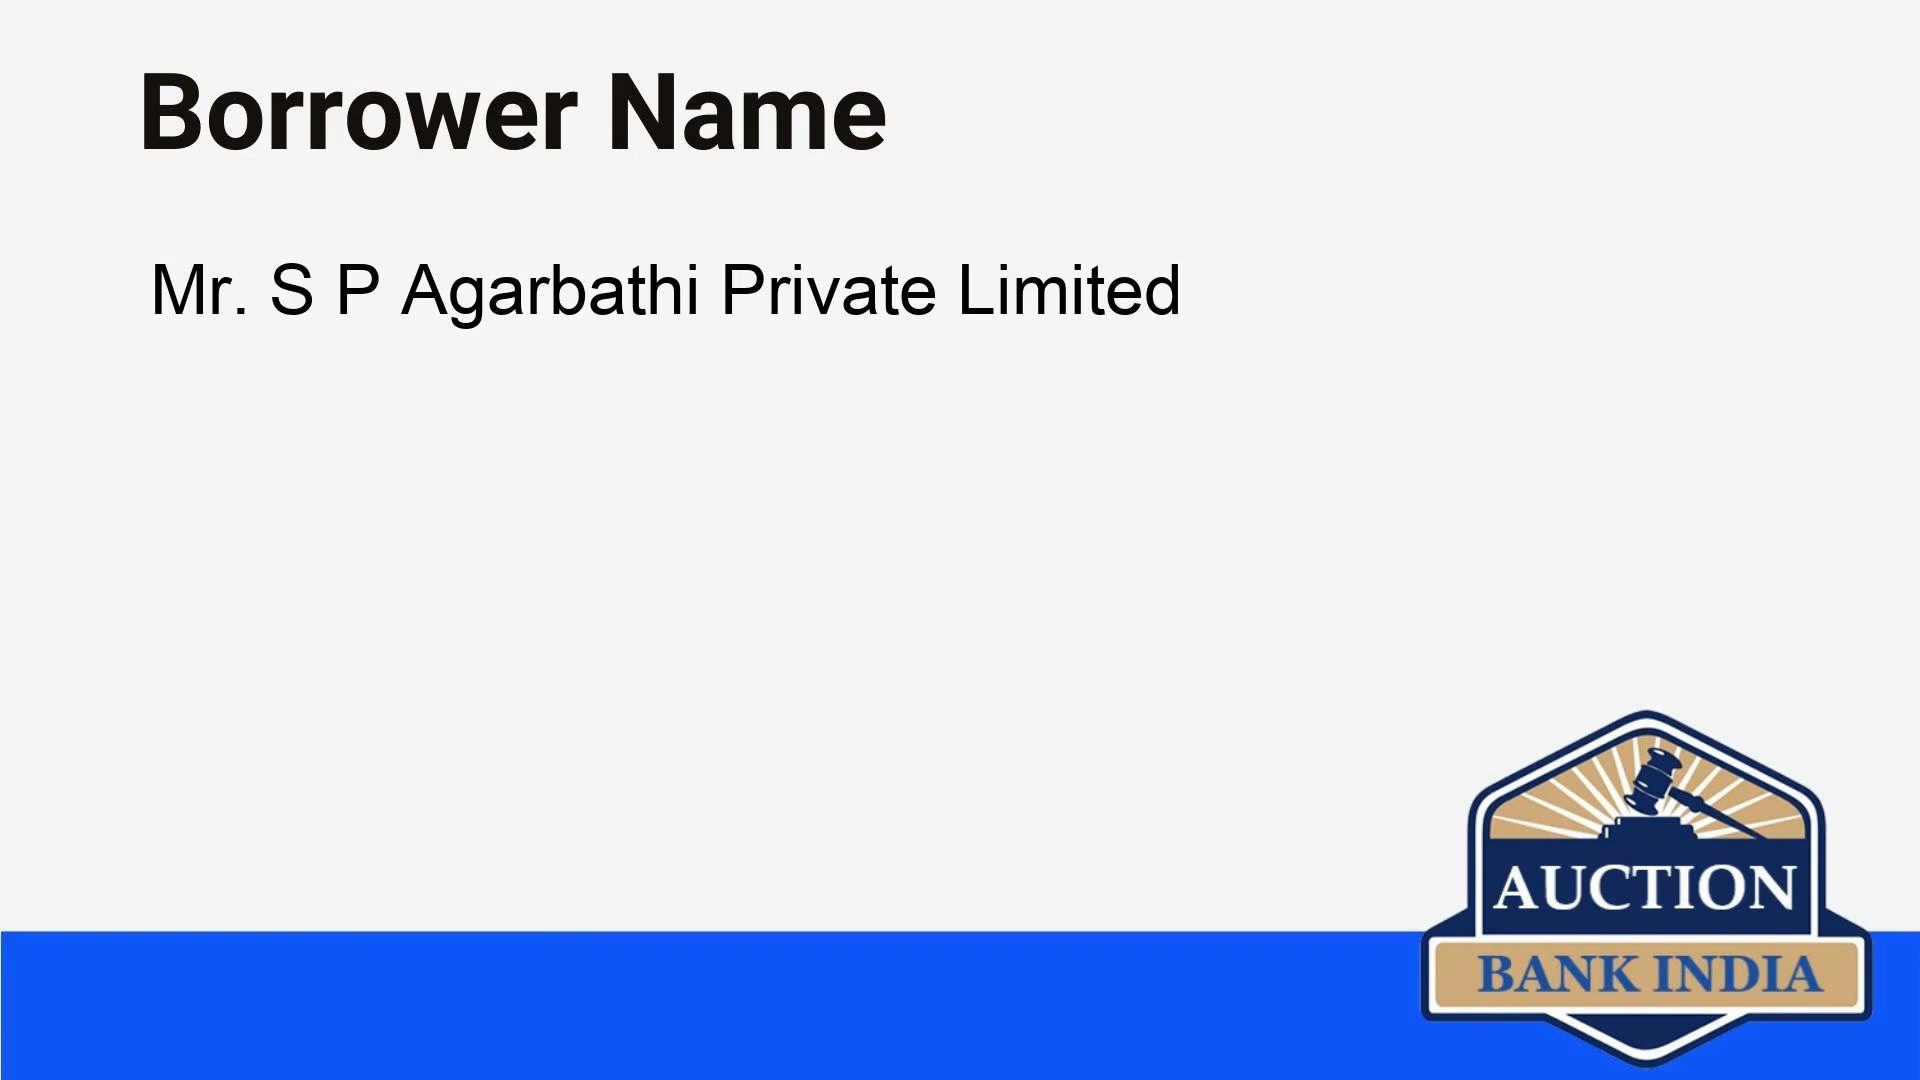 Borrower Name
Mr. S P Agarbathi Private Limited
AUCTION
BANK INDIA